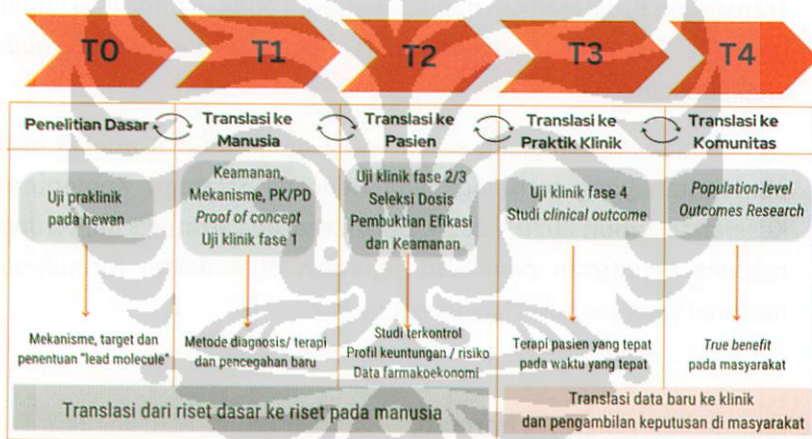 T0
T1
T2
T3
T4
Penelitian Dasar
Translasi ke
Manusia
Translasi ke
Pasien
Translasi ke
Praktik Klinik
Translasi ke
Komunitas
Uji praklinik
pada hewan
Keamanan,
Mekanisme, PK/PD
Proof of concept
Uji klinik fase 1
Uji klinik fase 2/3
Seleksi Dosis
Pembuktian Efikasi
dan Keamanan
Uji klinik fase 4
Studi clinical outcome
Population-level
Outcomes Research
Mekanisme, target dan
penentuan "lead molecule"
Metode diagnosis/ terapi
dan pencegahan baru
Studi terkontrol
Profil keuntungan / risiko
Data farmakoekonomi
Terapi pasien yang tepat
pada waktu yang tepat
True benefit
pada masyarakat
Translasi dari riset dasar ke riset pada manusia
Translasi data baru ke klinik
dan pengambilan keputusan di masyarakat